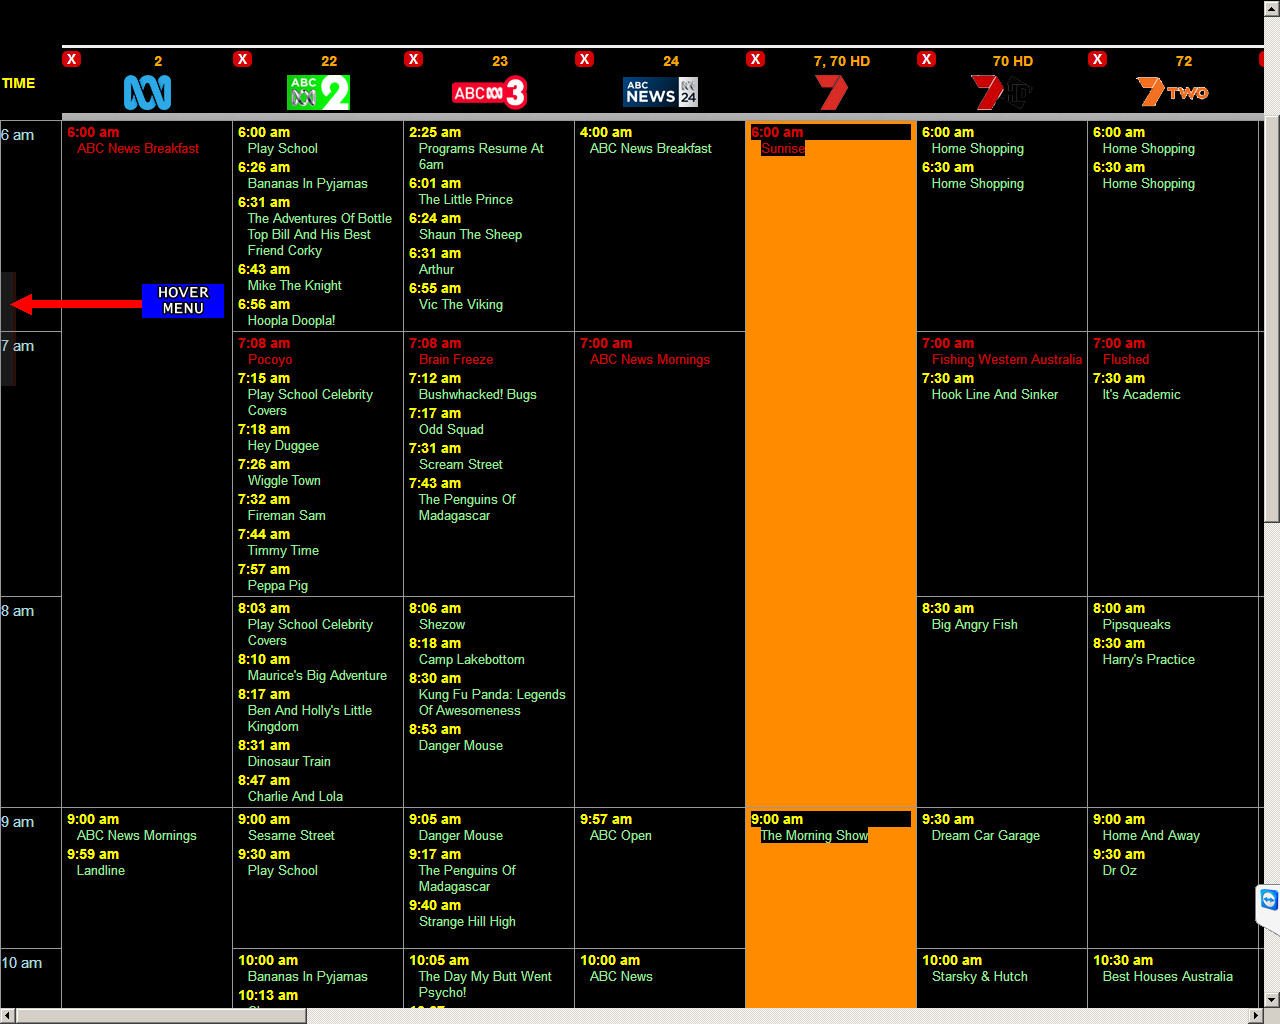 X 2
X 22
X 23
X 24
X 7, 70 HD
X 70 HD
X 72
TIME
ABC 2
ABC 3
ABC NEWS 24
7
7 HD
7 TWO
6 am
6:00 am
ABC News Breakfast
6:00 am
Play School
6:26 am
Bananas In Pyjamas
6:31 am
The Adventures Of Bottle
Top Bill And His Best
Friend Corky
6:43 am
Mike The Knight
6:56 am
Hoopla Doopla!
2:25 am
Programs Resume At
6am
6:01 am
The Little Prince
6:24 am
Shaun The Sheep
6:31 am
Arthur
6:55 am
Vic The Viking
4:00 am
ABC News Breakfast
6:00 am
Sunrise
6:00 am
Home Shopping
6:30 am
Home Shopping
6:00 am
Home Shopping
6:30 am
Home Shopping
HOVER
MENU
7 am
7:08 am
Pocoyo
7:15 am
Play School Celebrity
Covers
7:18 am
Hey Duggee
7:26 am
Wiggle Town
7:32 am
Fireman Sam
7:44 am
Timmy Time
7:57 am
Peppa Pig
7:08 am
Brain Freeze
7:12 am
Bushwhacked! Bugs
7:17 am
Odd Squad
7:31 am
Scream Street
7:43 am
The Penguins Of
Madagascar
7:00 am
ABC News Mornings
7:00 am
Fishing Western Australia
7:30 am
Hook Line And Sinker
7:00 am
Flushed
7:30 am
It's Academic
8 am
8:03 am
Play School Celebrity
Covers
8:10 am
Maurice's Big Adventure
8:17 am
Ben And Holly's Little
Kingdom
8:31 am
Dinosaur Train
8:47 am
Charlie And Lola
8:06 am
Shezow
8:18 am
Camp Lakebottom
8:30 am
Kung Fu Panda: Legends
Of Awesomeness
8:53 am
Danger Mouse
8:30 am
Big Angry Fish
8:00 am
Pipsqueaks
8:30 am
Harry's Practice
9 am
9:00 am
ABC News Mornings
9:59 am
Landline
9:00 am
Sesame Street
9:30 am
Play School
9:05 am
Danger Mouse
9:17 am
The Penguins Of
Madagascar
9:40 am
Strange Hill High
9:57 am
ABC Open
9:00 am
The Morning Show
9:30 am
Dream Car Garage
9:00 am
Home And Away
9:30 am
Dr Oz
10 am
10:00 am
Bananas In Pyjamas
10:13 am
10:05 am
The Day My Butt Went
Psycho!
10:00 am
ABC News
10:00 am
Starsky & Hutch
10:30 am
Best Houses Australia